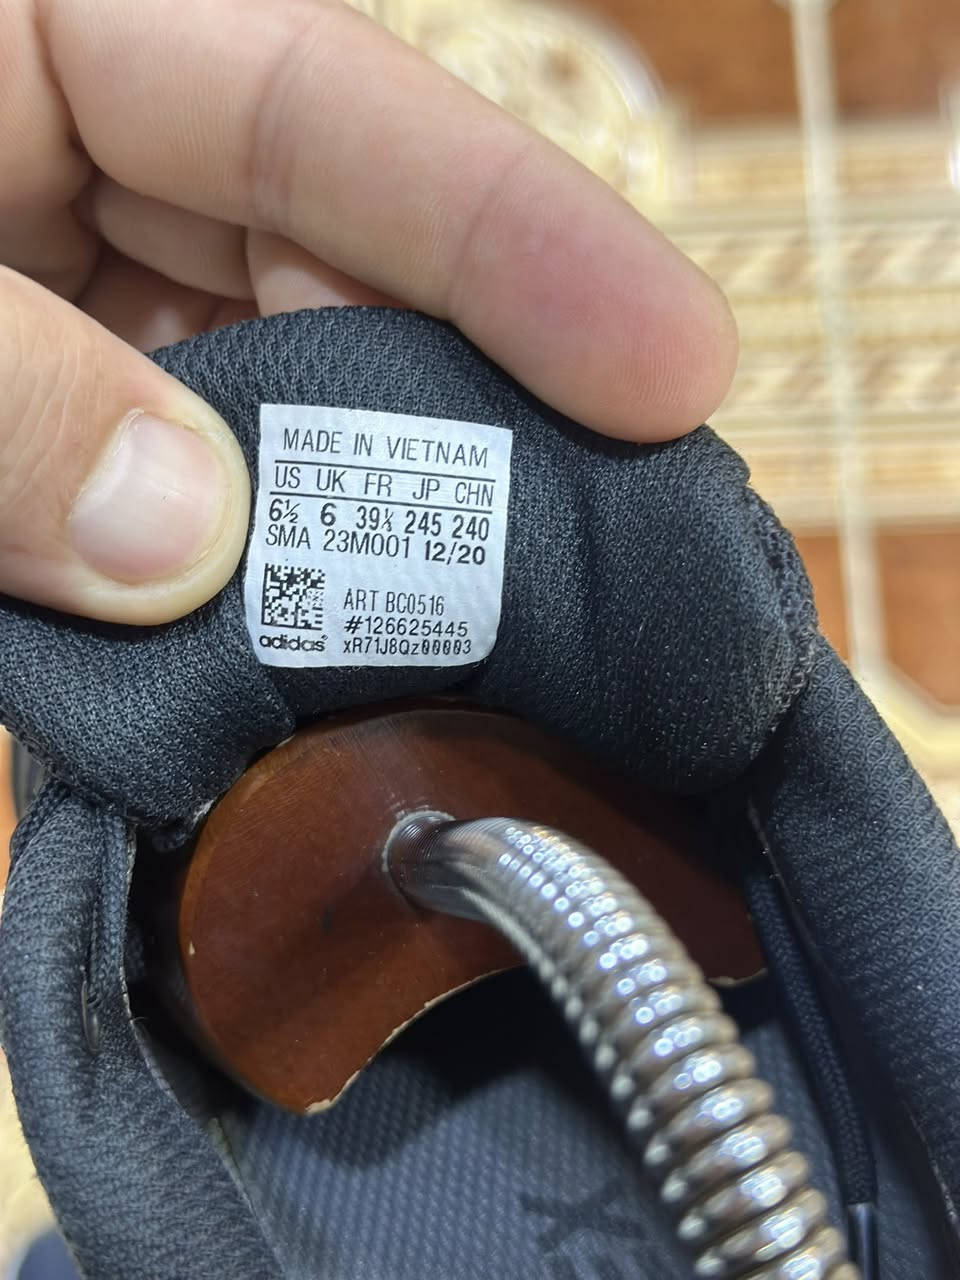 MADE IN VIETNAM
US UK FR JP CHN
6½ 6 39⅓ 245 240
SMA 23M001 12/20
ART BC0516
#126625445
adidas® xR71J8Qz00003